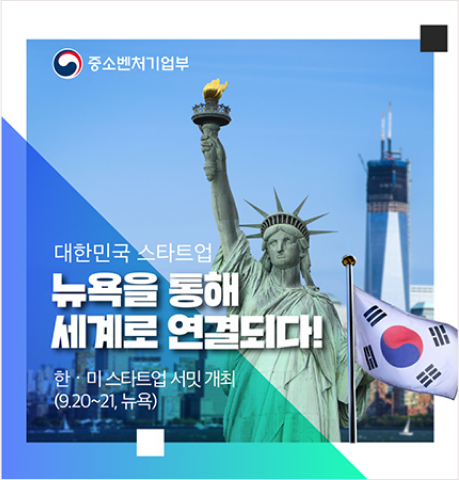 중소벤처기업부
대한민국 스타트업
뉴욕을 통해
세계로 연결되다!
한 · 미 스타트업 서밋 개최
(9.20~21, 뉴욕)